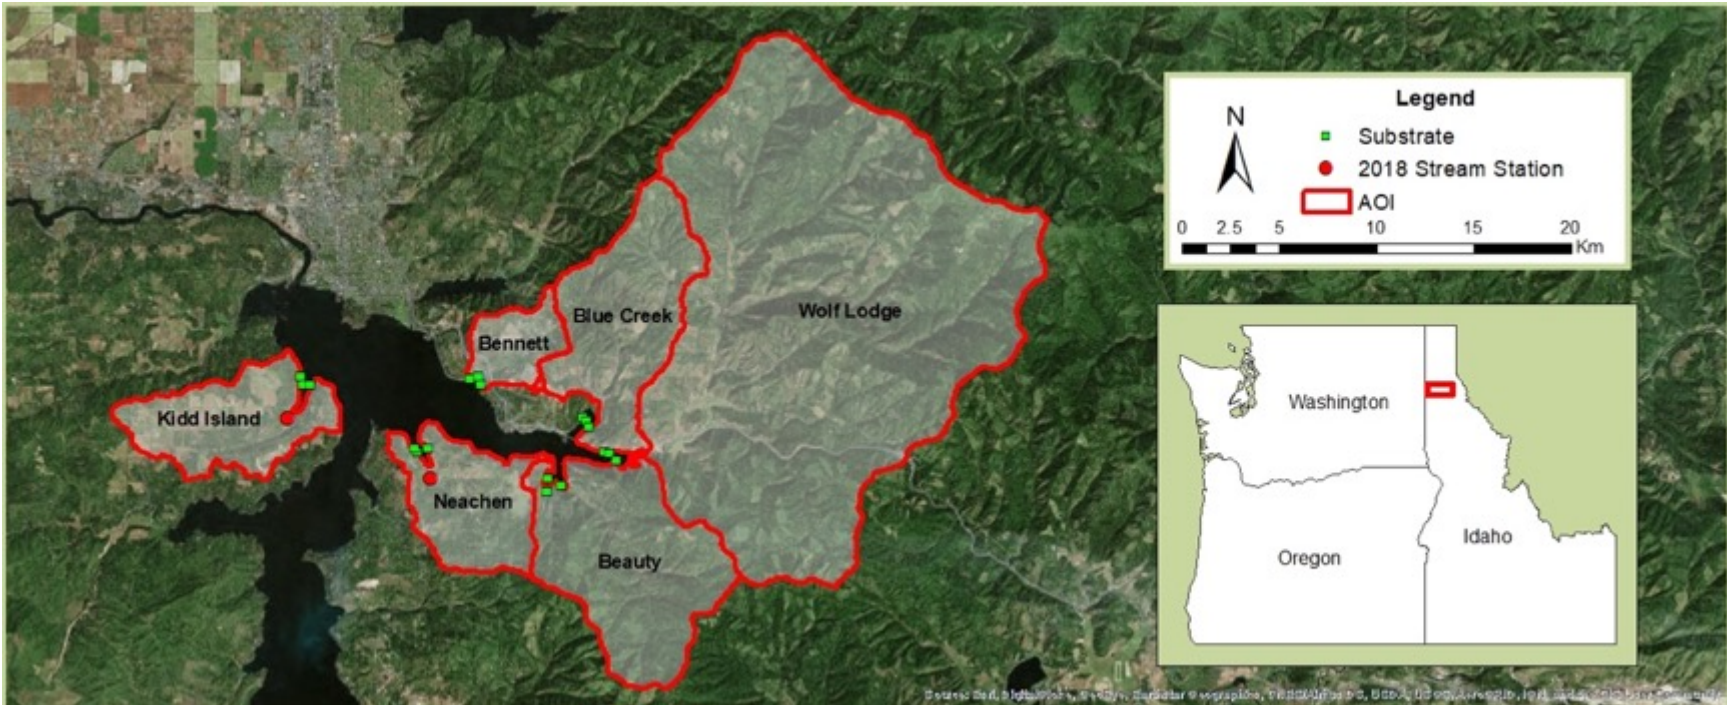 Legend
N
Substrate
2018 Stream Station
AOI
0 2.5 5 10 15 20
Km
Wolf Lodge
Blue Creek
Bennett
Kidd Island
Neachen
Beauty
Washington
Oregon
Idaho